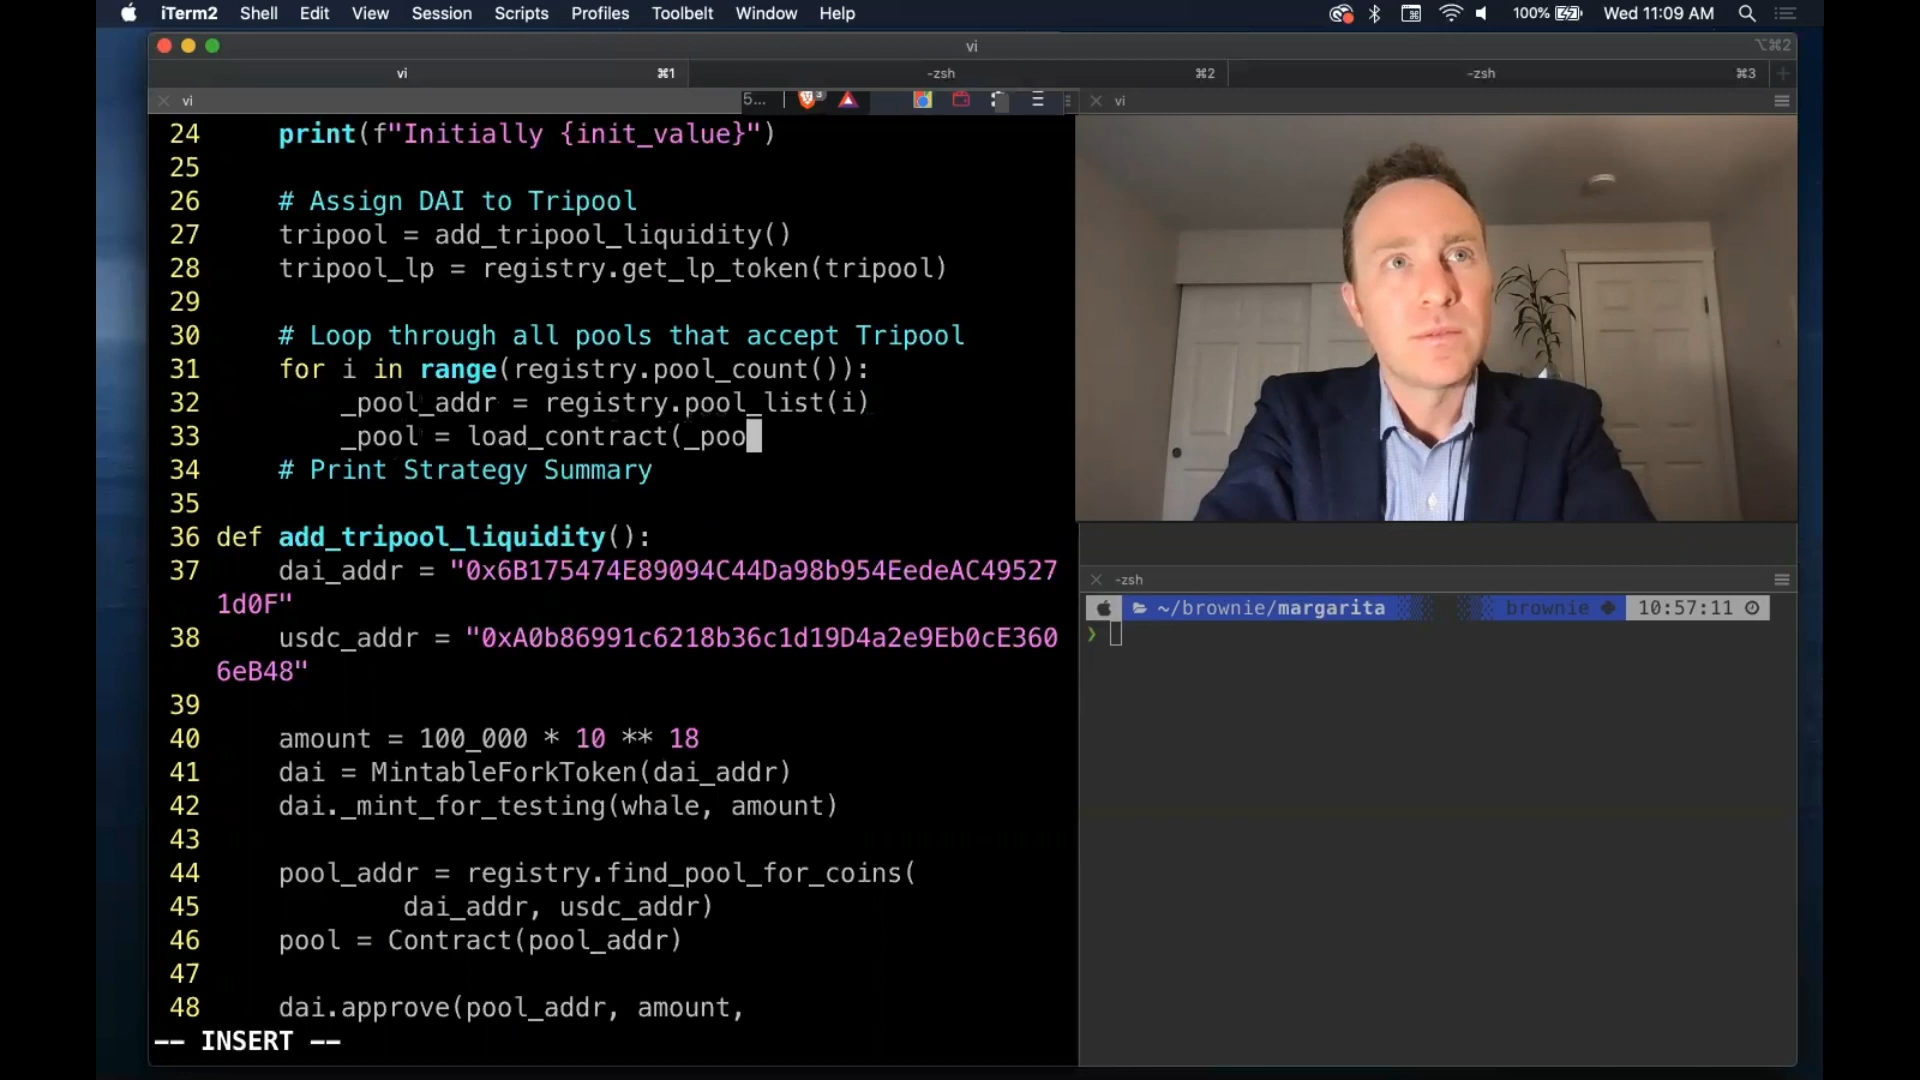 iTerm2 Shell Edit View Session Scripts Profiles Toolbelt Window Help 100% Wed 11:09 AM
vi ⌥⌘2
vi ⌘1 -zsh ⌘2 -zsh ⌘3
vi 5... 3 vi
24 print(f"Initially {init_value}")
25
26 # Assign DAI to Tripool
27 tripool = add_tripool_liquidity()
28 tripool_lp = registry.get_lp_token(tripool)
29
30 # Loop through all pools that accept Tripool
31 for i in range(registry.pool_count()):
32 _pool_addr = registry.pool_list(i)
33 _pool = load_contract(_poo
34 # Print Strategy Summary
35
36 def add_tripool_liquidity():
37 dai_addr = "0x6B175474E89094C44Da98b954EedeAC49527
1d0F"
38 usdc_addr = "0xA0b86991c6218b36c1d19D4a2e9Eb0cE360
6eB48"
39
40 amount = 100_000 * 10 ** 18
41 dai = MintableForkToken(dai_addr)
42 dai._mint_for_testing(whale, amount)
43
44 pool_addr = registry.find_pool_for_coins(
45 dai_addr, usdc_addr)
46 pool = Contract(pool_addr)
47
48 dai.approve(pool_addr, amount,
-- INSERT --
-zsh
~/brownie/margarita brownie 10:57:11
❯